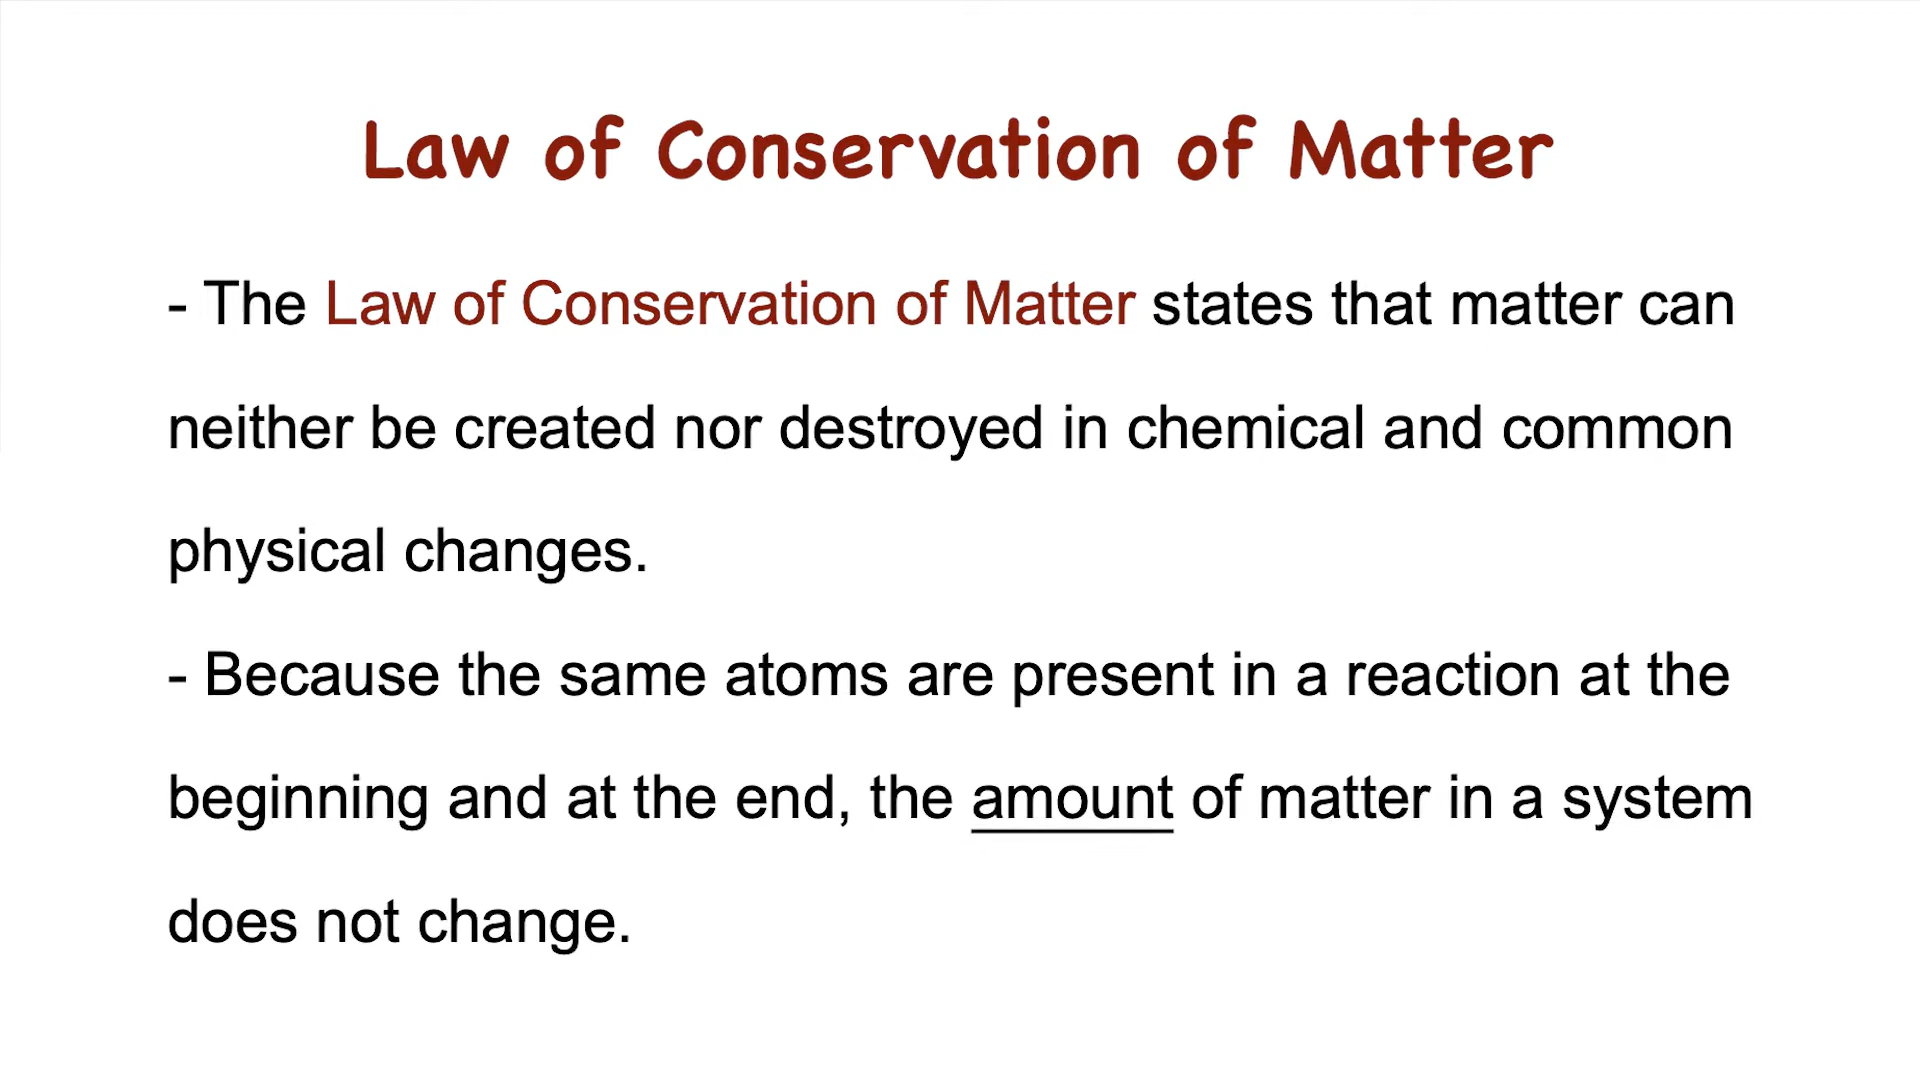 Law of Conservation of Matter
- The Law of Conservation of Matter states that matter can
neither be created nor destroyed in chemical and common
physical changes.
- Because the same atoms are present in a reaction at the
beginning and at the end, the amount of matter in a system
does not change.